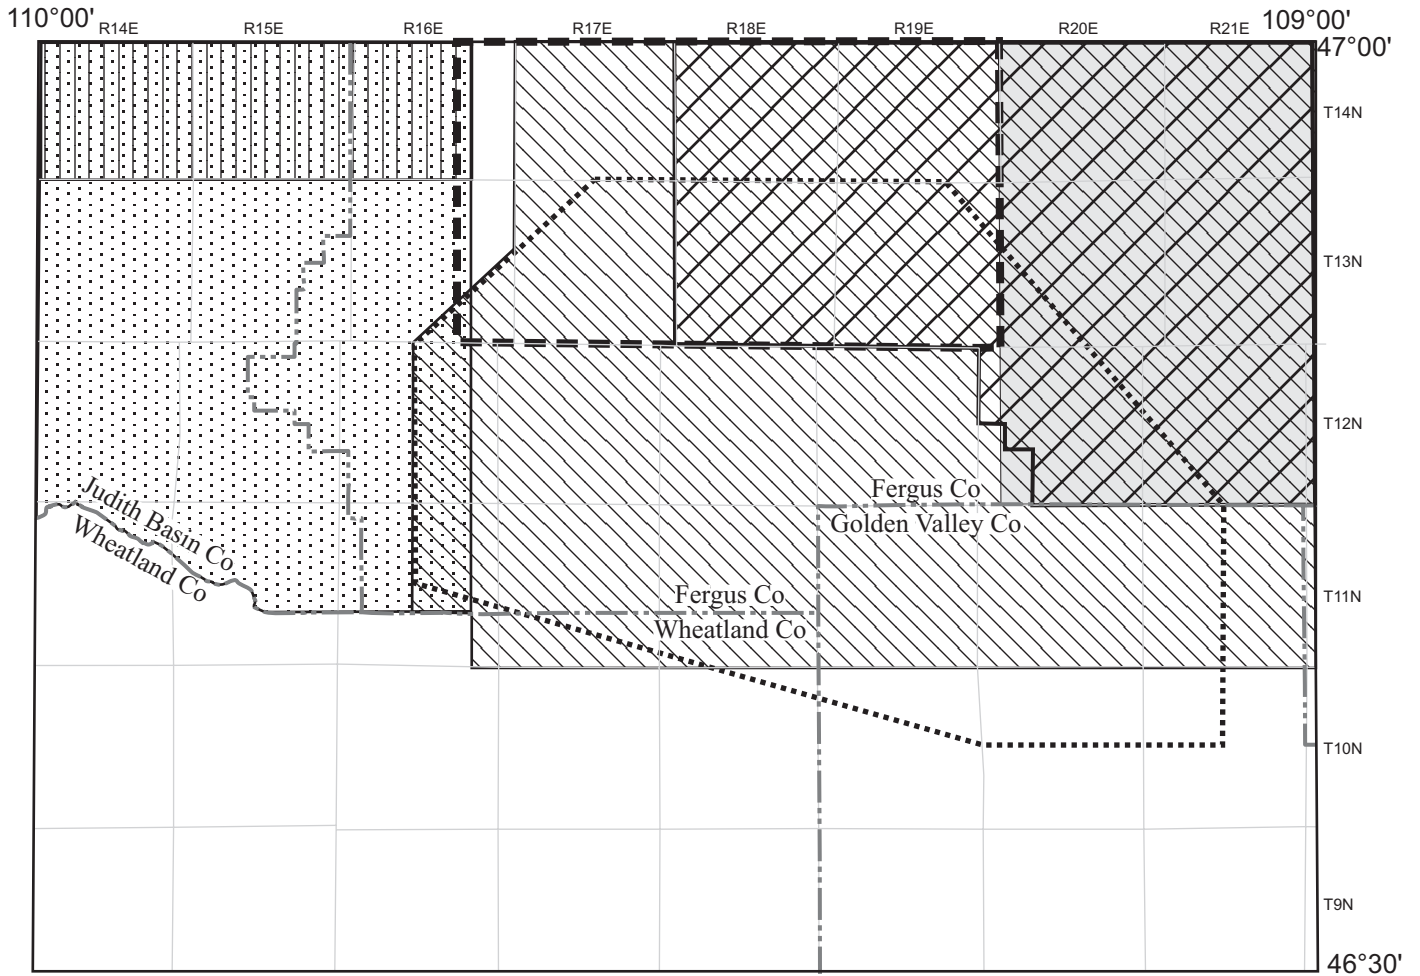 110°00'
109°00'
R14E
R15E
R16E
R17E
R18E
R19E
R20E
R21E
47°00'
T14N
T13N
T12N
Judith Basin Co
Wheatland Co
Fergus Co
Golden Valley Co
Fergus Co
Wheatland Co
T11N
T10N
T9N
46°30'